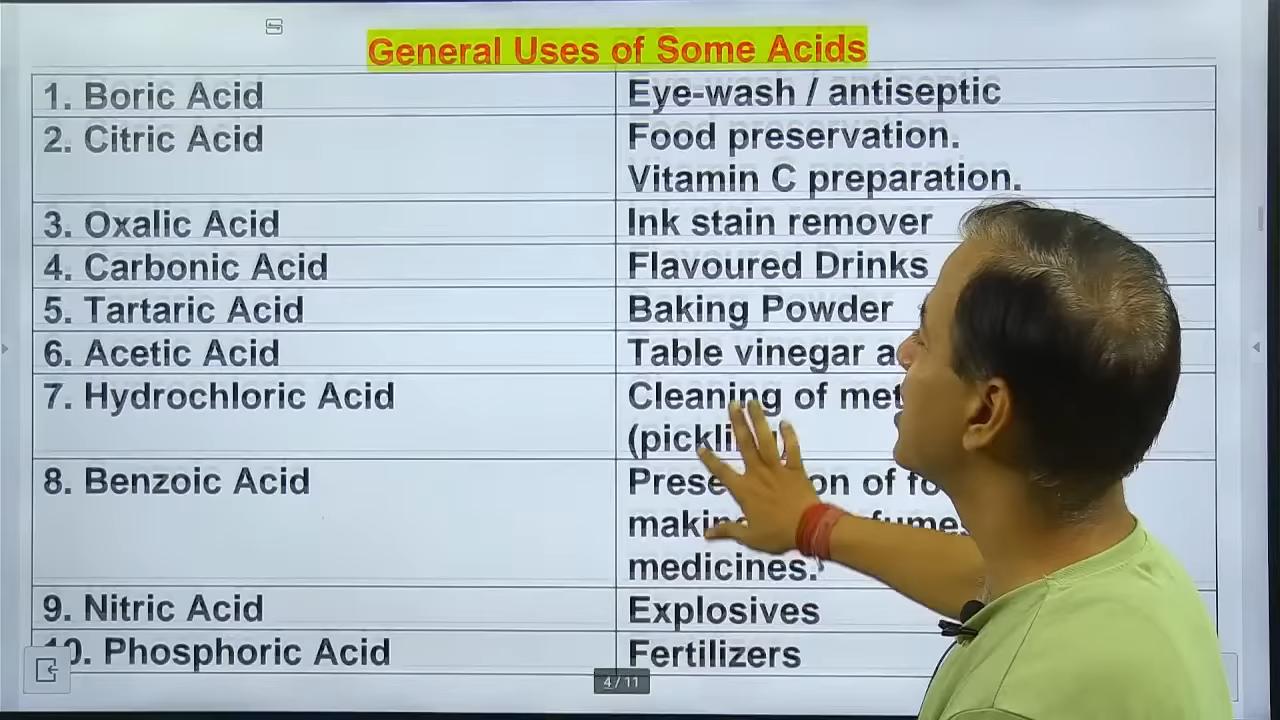 General Uses of Some Acids
1. Boric Acid
Eye-wash / antiseptic
2. Citric Acid
Food preservation.
Vitamin C preparation.
3. Oxalic Acid
Ink stain remover
4. Carbonic Acid
Flavoured Drinks
5. Tartaric Acid
Baking Powder
6. Acetic Acid
Table vinegar
7. Hydrochloric Acid
Cleaning of
8. Benzoic Acid
of
medicines.
9. Nitric Acid
Explosives
10. Phosphoric Acid
Fertilizers
4 / 11